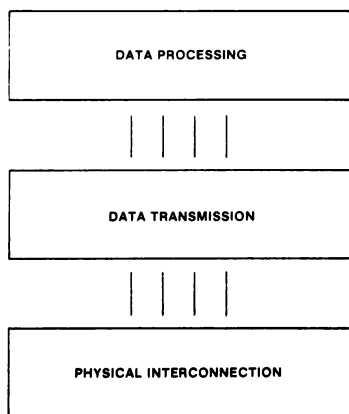 DATA PROCESSING
DATA TRANSMISSION
PHYSICAL INTERCONNECTION